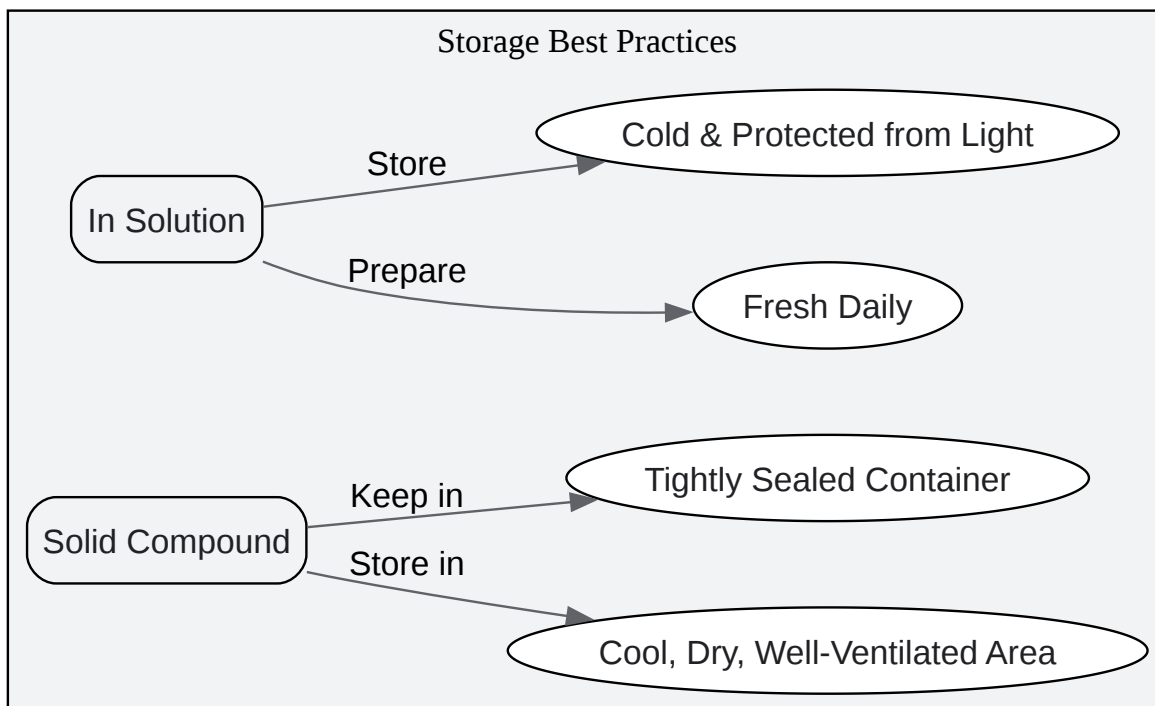 Storage Best Practices
Cold & Protected from Light
Store
In Solution
Prepare
Fresh Daily
Tightly Sealed Container
Keep in
Solid Compound
Store in
Cool, Dry, Well-Ventilated Area